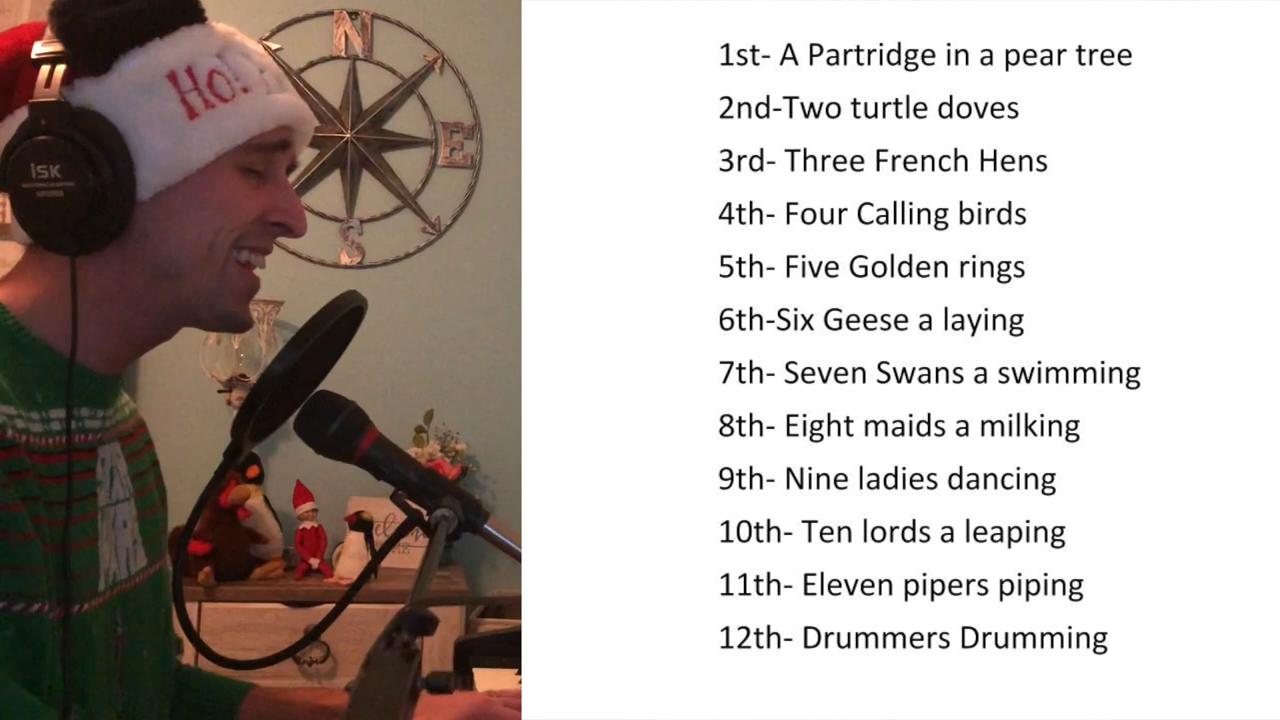 Ho!
iSK
N
E
S
1st- A Partridge in a pear tree
2nd-Two turtle doves
3rd- Three French Hens
4th- Four Calling birds
5th- Five Golden rings
6th-Six Geese a laying
7th- Seven Swans a swimming
8th- Eight maids a milking
9th- Nine ladies dancing
10th- Ten lords a leaping
11th- Eleven pipers piping
12th- Drummers Drumming